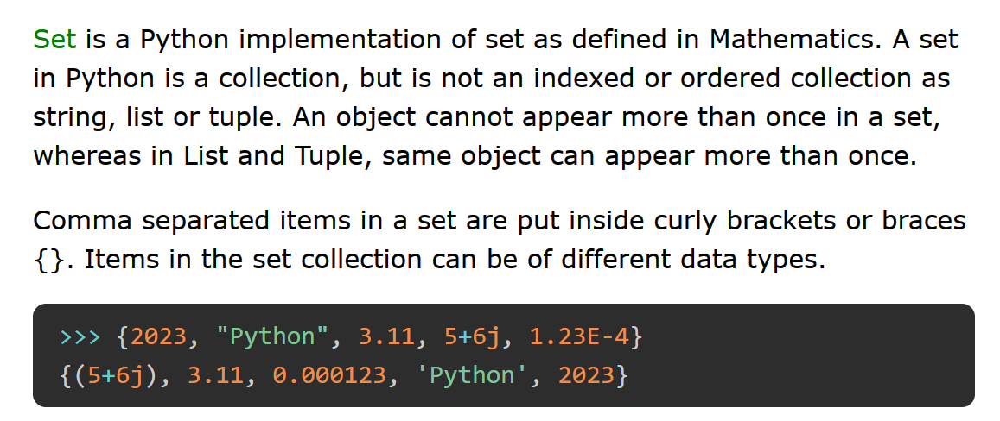 Set is a Python implementation of set as defined in Mathematics. A set
in Python is a collection, but is not an indexed or ordered collection as
string, list or tuple. An object cannot appear more than once in a set,
whereas in List and Tuple, same object can appear more than once.
Comma separated items in a set are put inside curly brackets or braces
{}. Items in the set collection can be of different data types.
>>> {2023, "Python", 3.11, 5+6j, 1.23E-4}
{(5+6j), 3.11, 0.000123, 'Python', 2023}